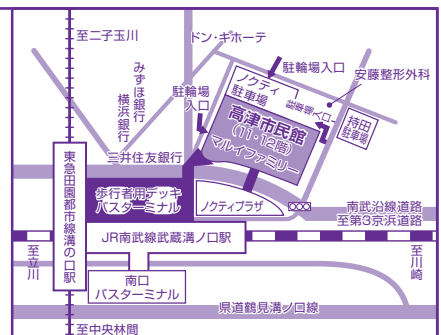 至二子玉川
ドン・キホーテ
みずほ銀行
横浜銀行
駐輪場
入口
駐輪場入口
安藤整形外科
ノクティ
駐車場
駐車場入口
持田
駐車場
高津市民館
(11・12階)
マルイファミリー
三井住友銀行
歩行者用デッキ
バスターミナル
ノクティプラザ
南武沿線道路
至第3京浜道路
東急田園都市線溝の口駅
JR南武線武蔵溝ノ口駅
至立川
至川崎
南口
バスターミナル
県道鶴見溝ノ口線
至中央林間